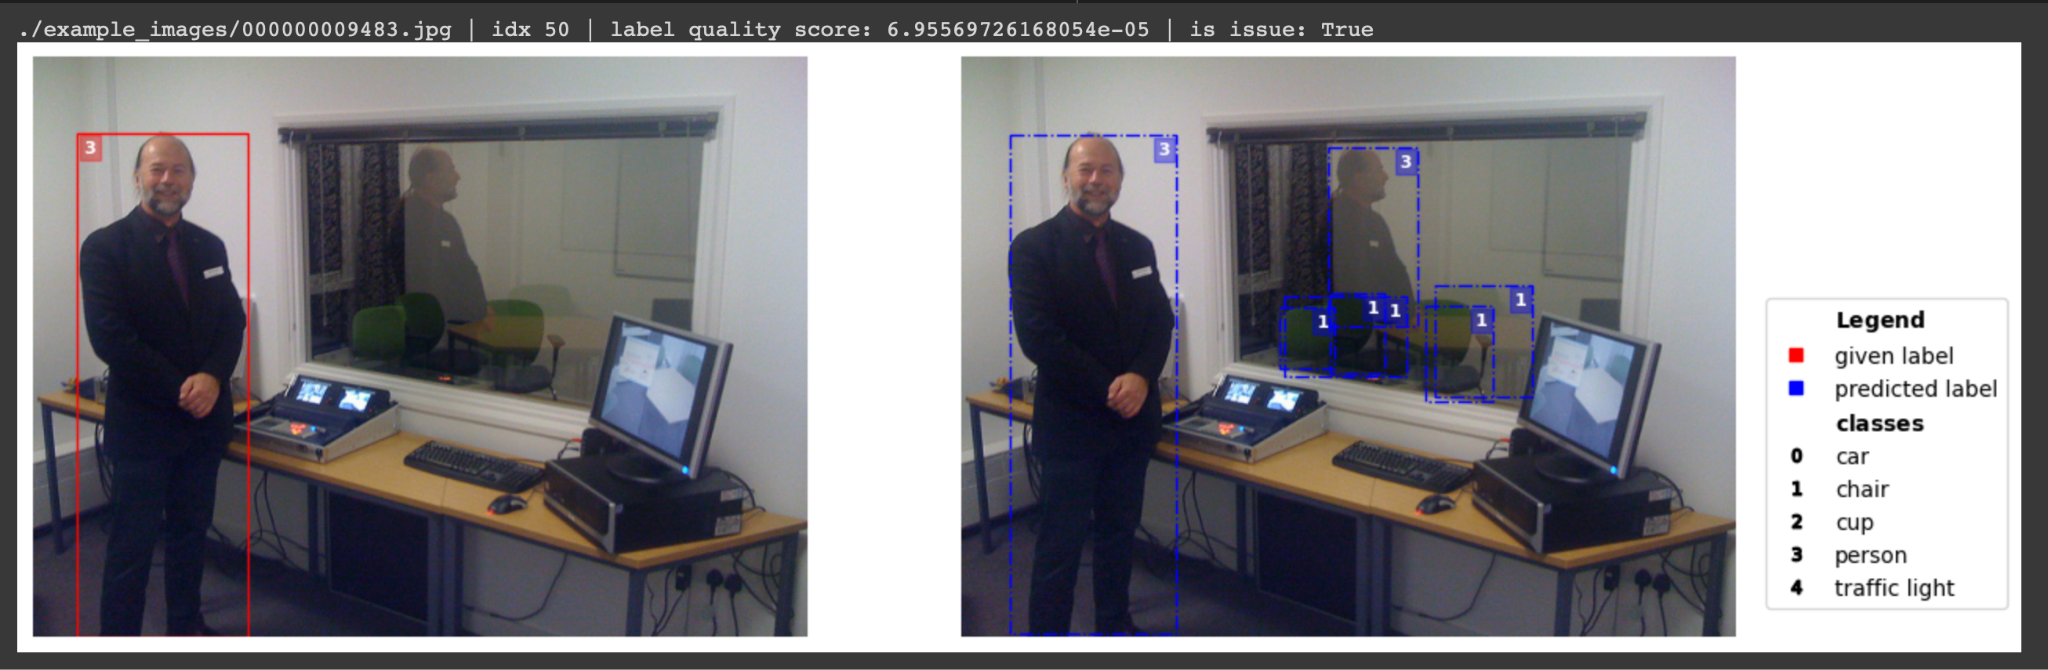 ./example_images/000000009483.jpg | idx 50 | label quality score: 6.95569726168054e-05 | is issue: True
3
3
3
1
1
1
1
1
Legend
given label
predicted label
classes
0 car
1 chair
2 cup
3 person
4 traffic light